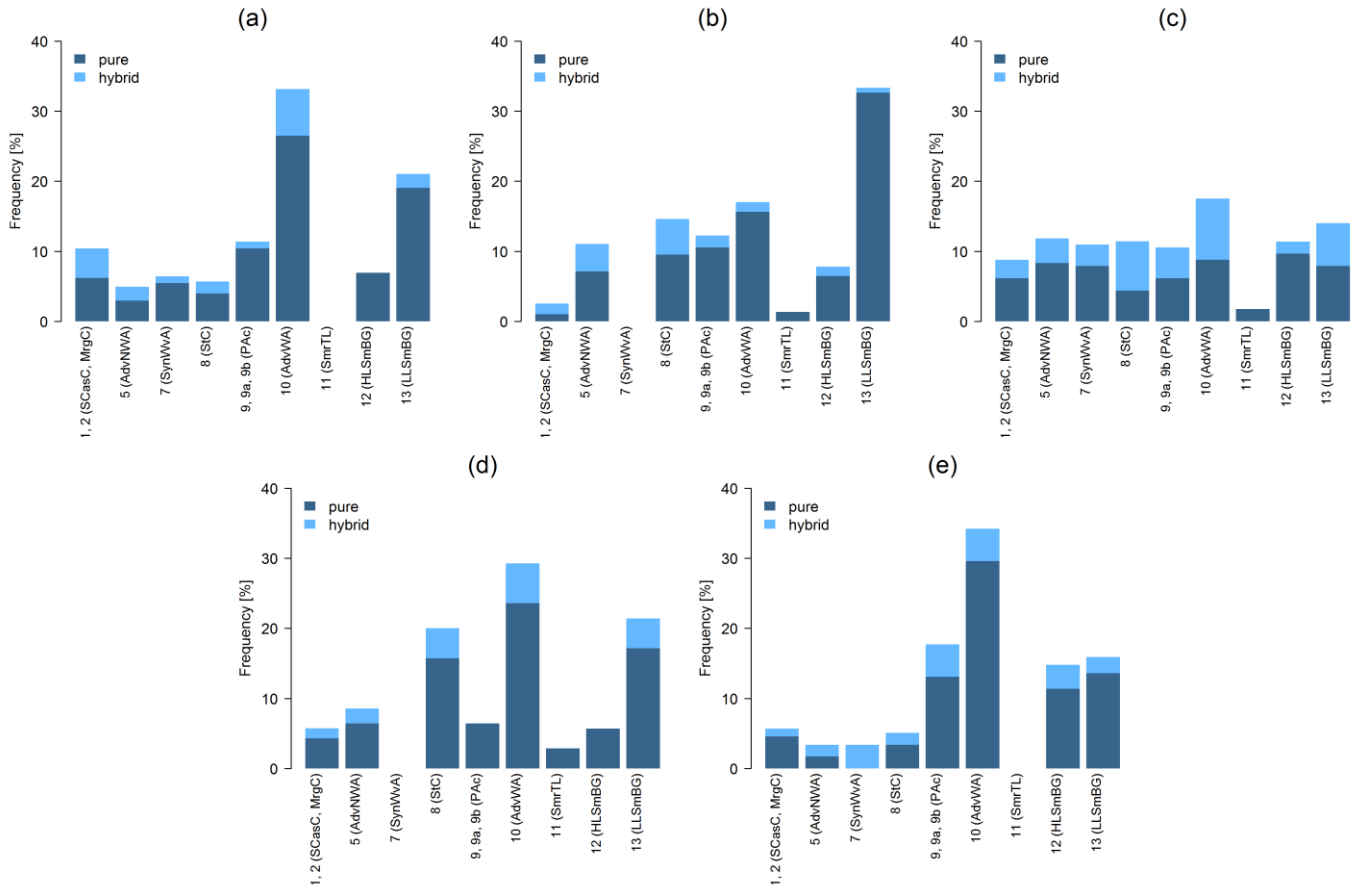 (a)
40
30
20
10
0
Frequency [%]
pure
hybrid
1, 2 (SCasC, MrgC)
5 (AdvNWA)
7 (SynWvA)
8 (StC)
9, 9a, 9b (PAc)
10 (AdvWA)
11 (SmrTL)
12 (HLSmBG)
13 (LLSmBG)
(b)
40
30
20
10
0
Frequency [%]
pure
hybrid
1, 2 (SCasC, MrgC)
5 (AdvNWA)
7 (SynWvA)
8 (StC)
9, 9a, 9b (PAc)
10 (AdvWA)
11 (SmrTL)
12 (HLSmBG)
13 (LLSmBG)
(c)
40
30
20
10
0
Frequency [%]
pure
hybrid
1, 2 (SCasC, MrgC)
5 (AdvNWA)
7 (SynWvA)
8 (StC)
9, 9a, 9b (PAc)
10 (AdvWA)
11 (SmrTL)
12 (HLSmBG)
13 (LLSmBG)
(d)
40
30
20
10
0
Frequency [%]
pure
hybrid
1, 2 (SCasC, MrgC)
5 (AdvNWA)
7 (SynWvA)
8 (StC)
9, 9a, 9b (PAc)
10 (AdvWA)
11 (SmrTL)
12 (HLSmBG)
13 (LLSmBG)
(e)
40
30
20
10
0
Frequency [%]
pure
hybrid
1, 2 (SCasC, MrgC)
5 (AdvNWA)
7 (SynWvA)
8 (StC)
9, 9a, 9b (PAc)
10 (AdvWA)
11 (SmrTL)
12 (HLSmBG)
13 (LLSmBG)